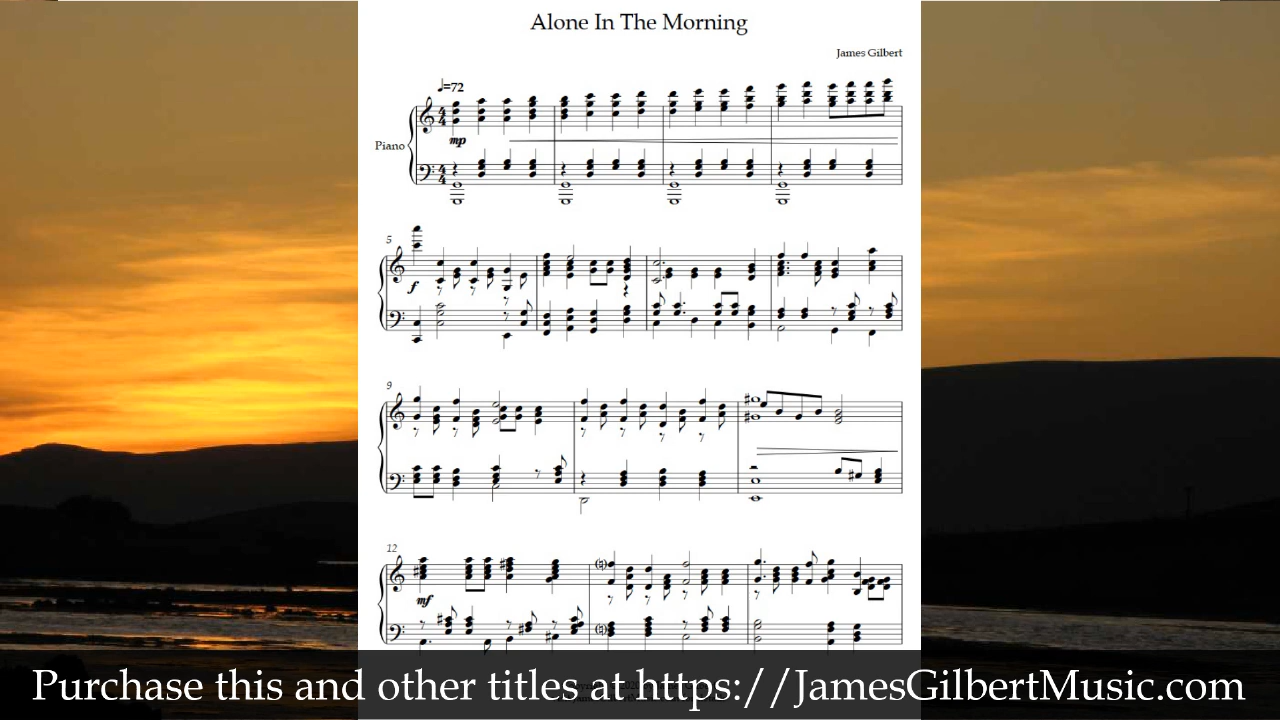 Alone In The Morning
James Gilbert
♩=72
Piano
mp
5
f
9
12
mf
Purchase this and other titles at https://JamesGilbertMusic.com